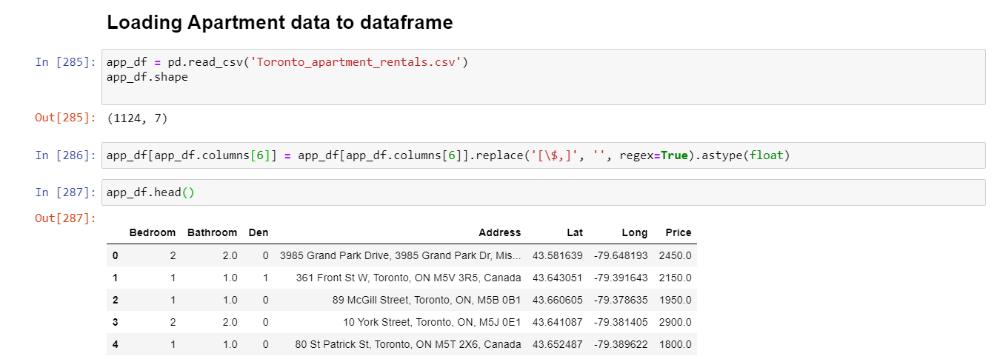 Loading Apartment data to dataframe
In [285]: app_df = pd.read_csv('Toronto_apartment_rentals.csv')
app_df.shape
Out[285]: (1124, 7)
In [286]: app_df[app_df.columns[6]] = app_df[app_df.columns[6]].replace('[\$,]', '', regex=True).astype(float)
In [287]: app_df.head()
Out[287]:
Bedroom Bathroom Den Address Lat Long Price
0 2 2.0 0 3985 Grand Park Drive, 3985 Grand Park Dr, Mis... 43.581639 -79.648193 2450.0
1 1 1.0 1 361 Front St W, Toronto, ON M5V 3R5, Canada 43.643051 -79.391643 2150.0
2 1 1.0 0 89 McGill Street, Toronto, ON, M5B 0B1 43.660605 -79.378635 1950.0
3 2 2.0 0 10 York Street, Toronto, ON, M5J 0E1 43.641087 -79.381405 2900.0
4 1 1.0 0 80 St Patrick St, Toronto, ON M5T 2X6, Canada 43.652487 -79.389622 1800.0